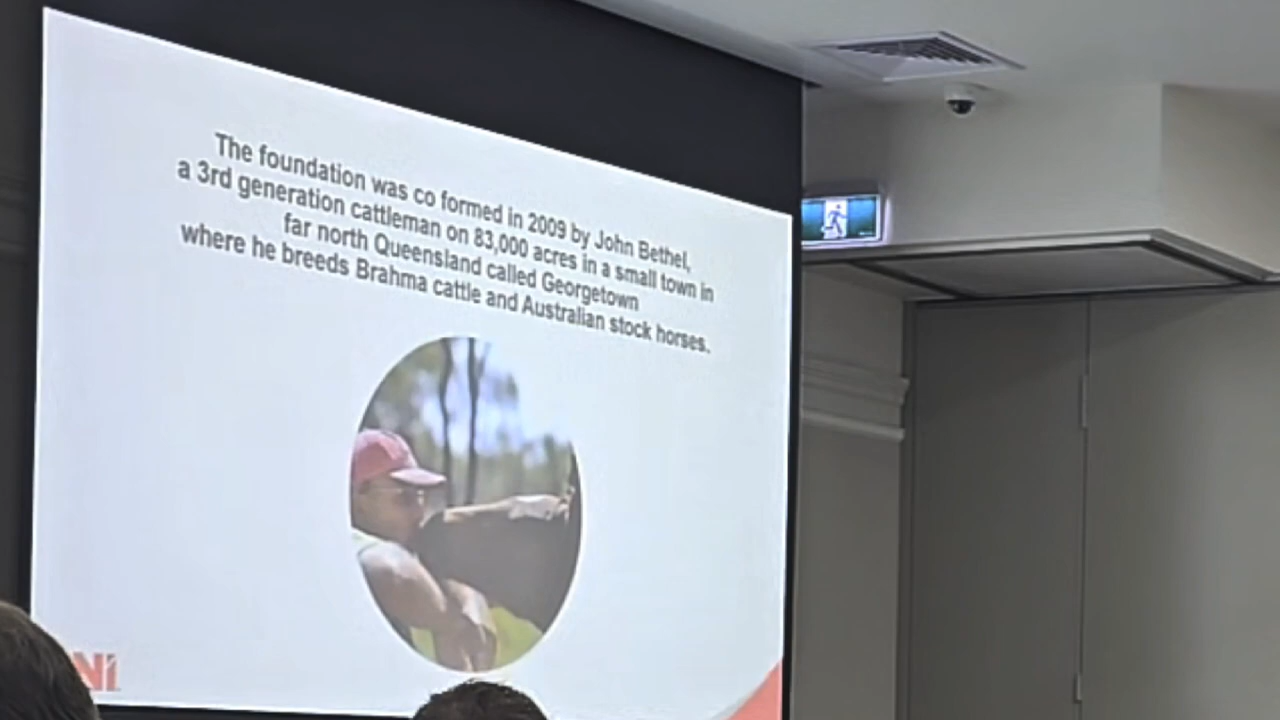 The foundation was co formed in 2009 by John Bethel,
a 3rd generation cattleman on 83,000 acres in a small town in
far north Queensland called Georgetown
where he breeds Brahma cattle and Australian stock horses.